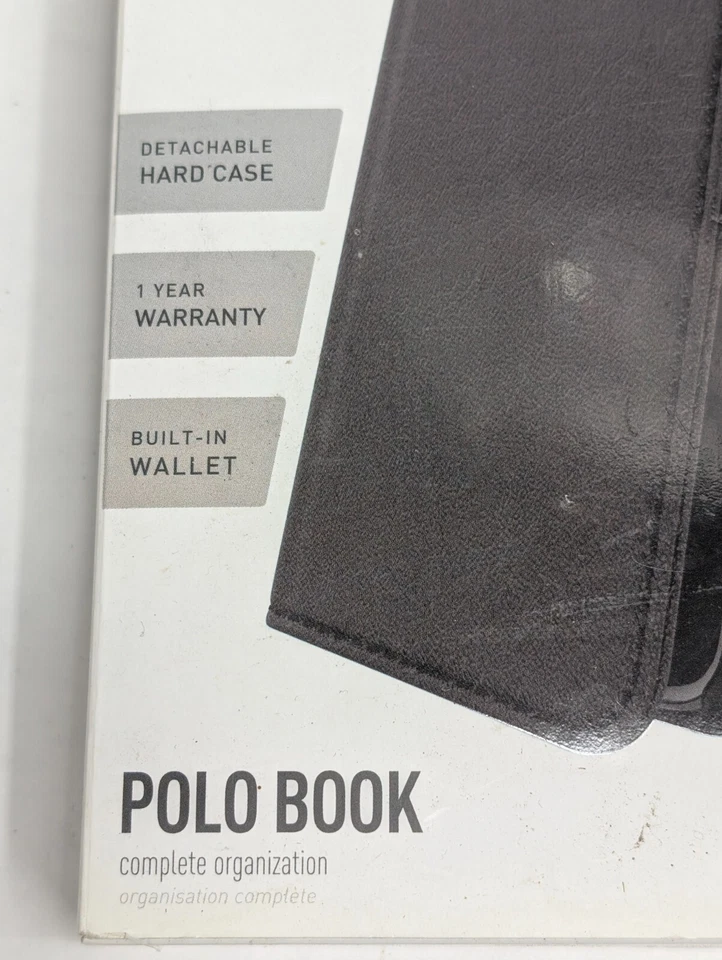 DETACHABLE
HARD CASE
1 YEAR
WARRANTY
BUILT-IN
WALLET
POLO BOOK
complete organization
organisation complète